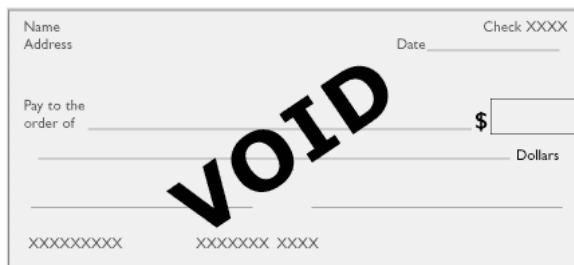 Name
Check XXXX
Address
Date
Pay to the
order of
$
Dollars
VOID
XXXXXXXXX XXXXXXX XXXX